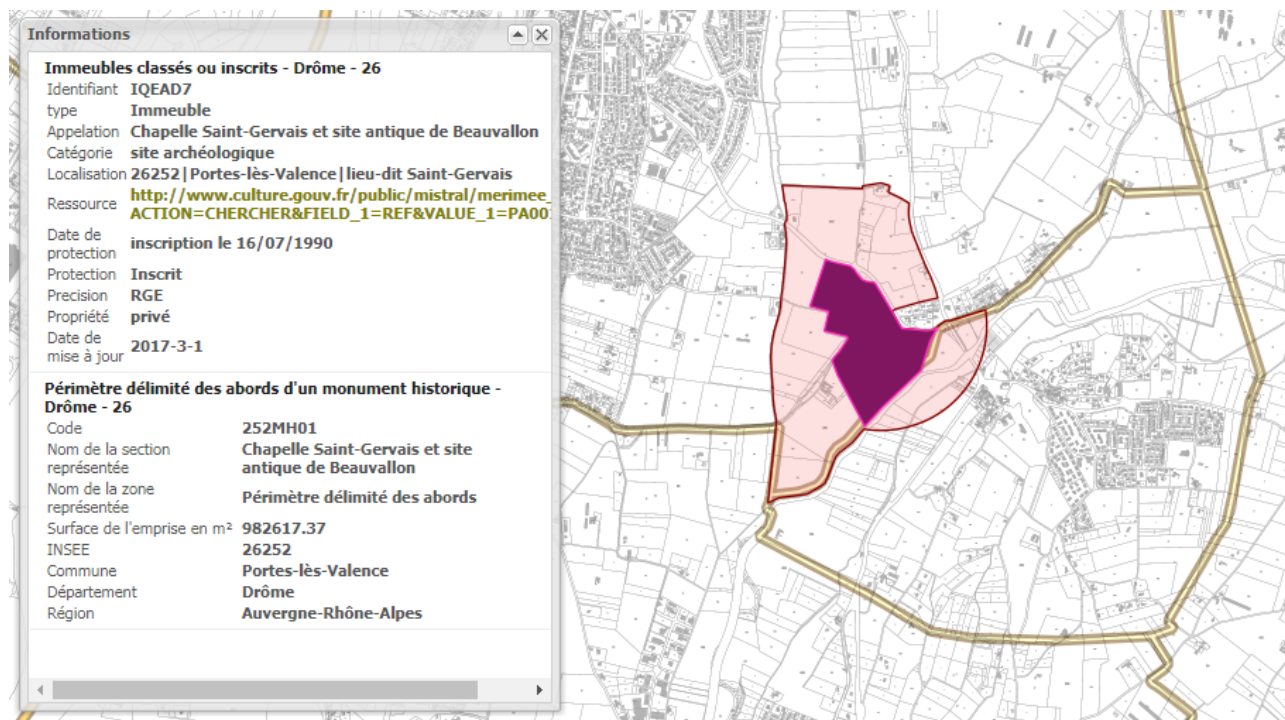 Informations
Immeubles classés ou inscrits - Drôme - 26
Identifiant IQEAD7
type Immeuble
Appelation Chapelle Saint-Gervais et site antique de Beauvallon
Catégorie site archéologique
Localisation 26252|Portes-lès-Valence|lieu-dit Saint-Gervais
Ressource http://www.culture.gouv.fr/public/mistral/merimee_
ACTION=CHERCHER&FIELD_1=REF&VALUE_1=PA00
Date de
protection inscription le 16/07/1990
Protection Inscrit
Precision RGE
Propriété privé
Date de
mise à jour 2017-3-1
Périmètre délimité des abords d'un monument historique -
Drôme - 26
Code 252MH01
Nom de la section Chapelle Saint-Gervais et site
représentée antique de Beauvallon
Nom de la zone
représentée Périmètre délimité des abords
Surface de l'emprise en m² 982617.37
INSEE 26252
Commune Portes-lès-Valence
Département Drôme
Région Auvergne-Rhône-Alpes